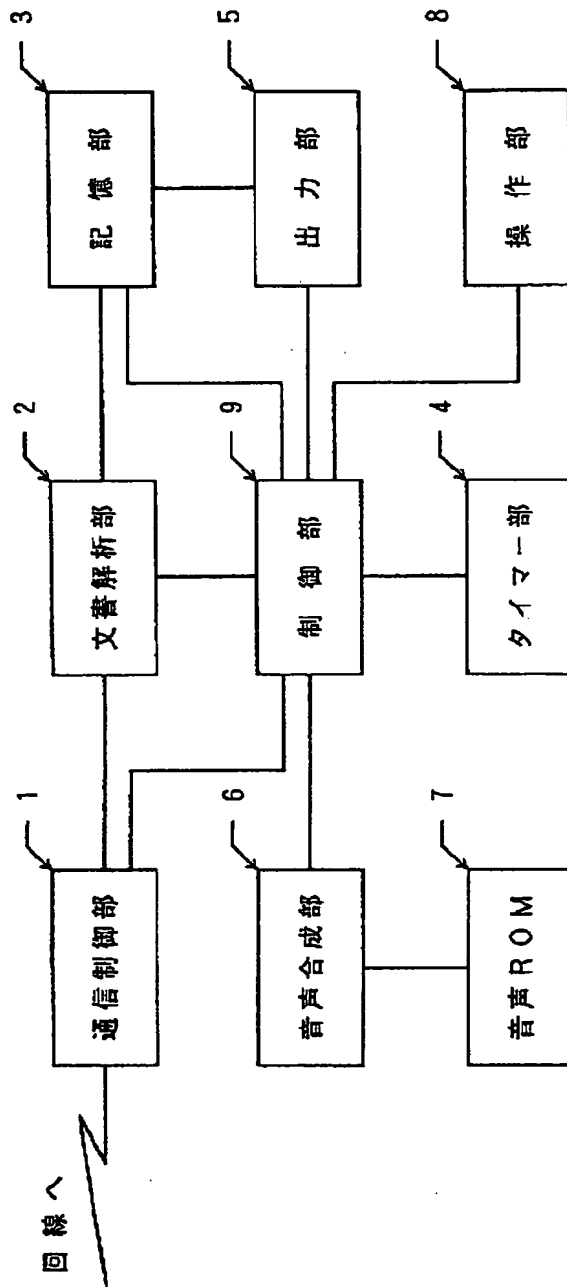 回線へ
通信制御部
1
文書解析部
2
記憶部
3
音声合成部
6
制御部
9
出力部
5
音声ROM
7
タイマー部
4
操作部
8